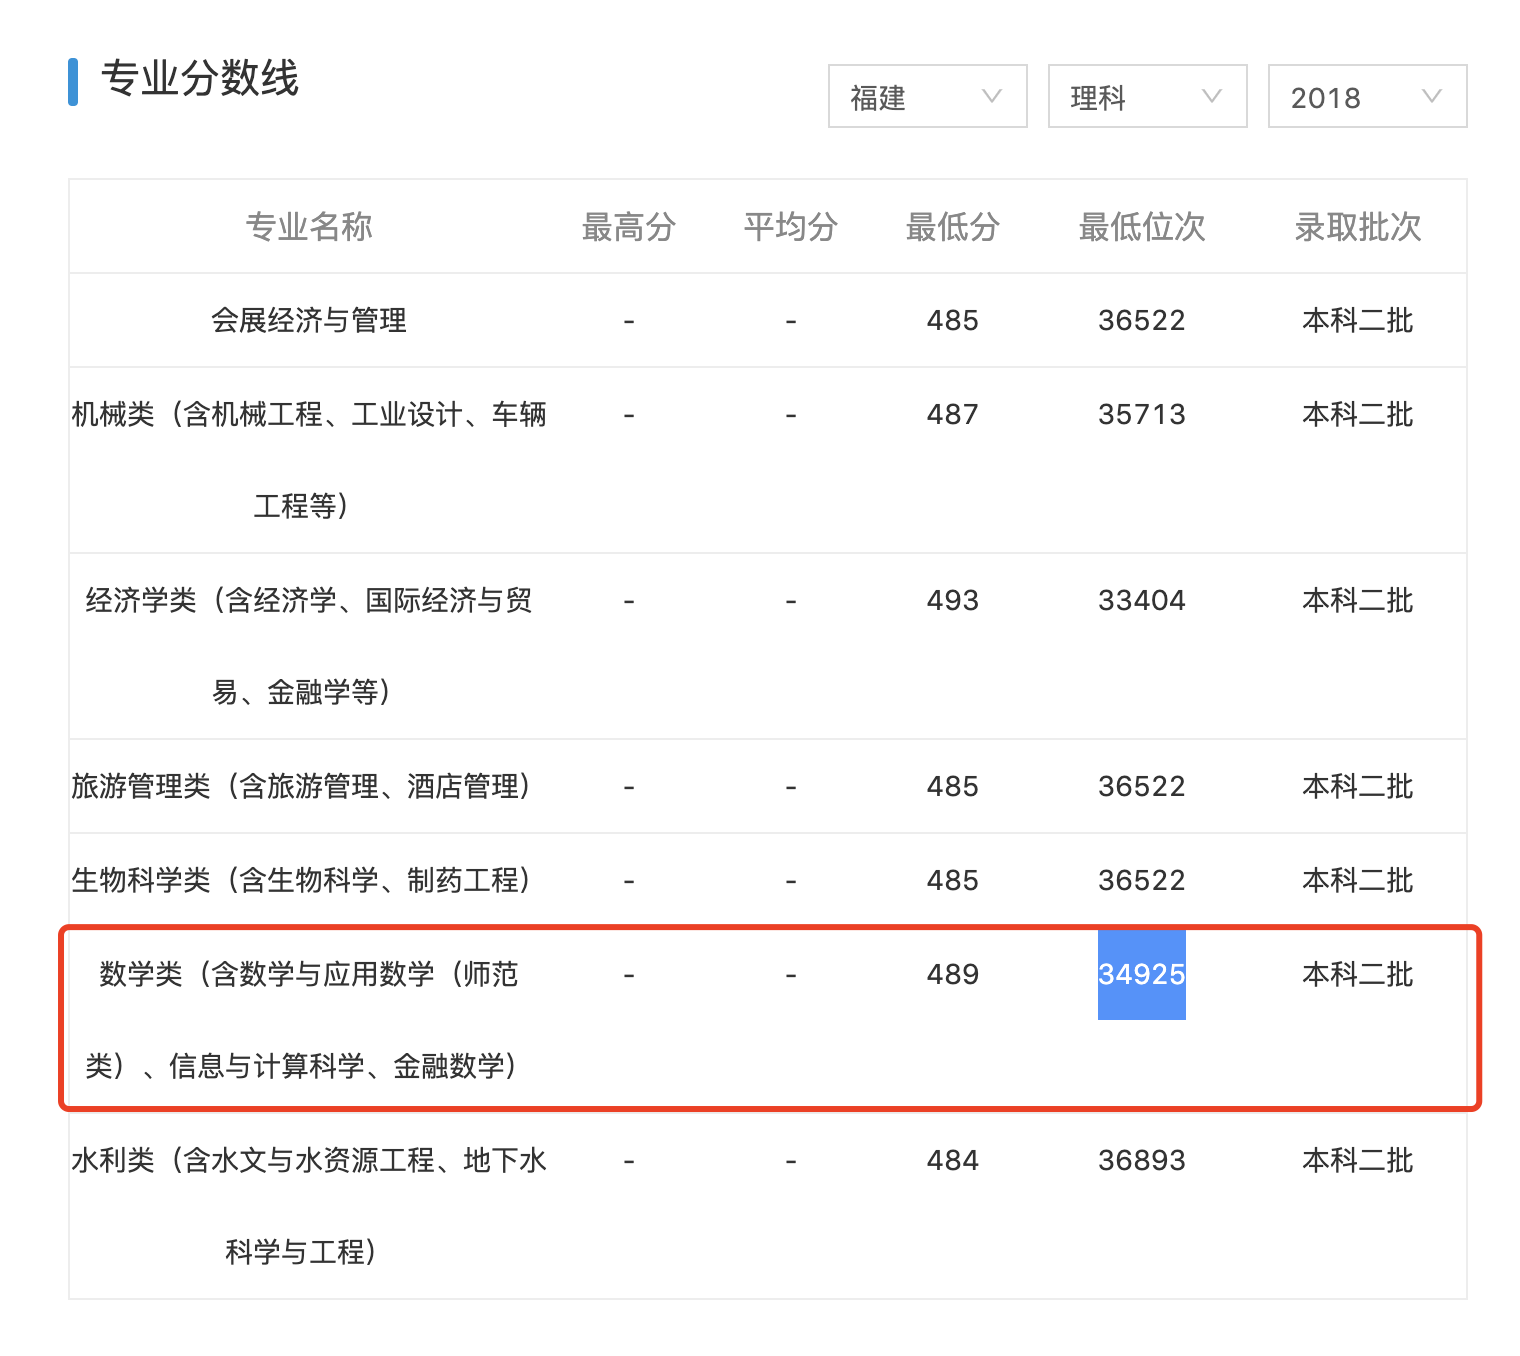 专业分数线
福建 理科 2018
专业名称 最高分 平均分 最低分 最低位次 录取批次
会展经济与管理 - - 485 36522 本科二批
机械类（含机械工程、工业设计、车辆 - - 487 35713 本科二批
工程等）
经济学类（含经济学、国际经济与贸 - - 493 33404 本科二批
易、金融学等）
旅游管理类（含旅游管理、酒店管理） - - 485 36522 本科二批
生物科学类（含生物科学、制药工程） - - 485 36522 本科二批
数学类（含数学与应用数学（师范 - - 489 34925 本科二批
类）、信息与计算科学、金融数学）
水利类（含水文与水资源工程、地下水 - - 484 36893 本科二批
科学与工程）